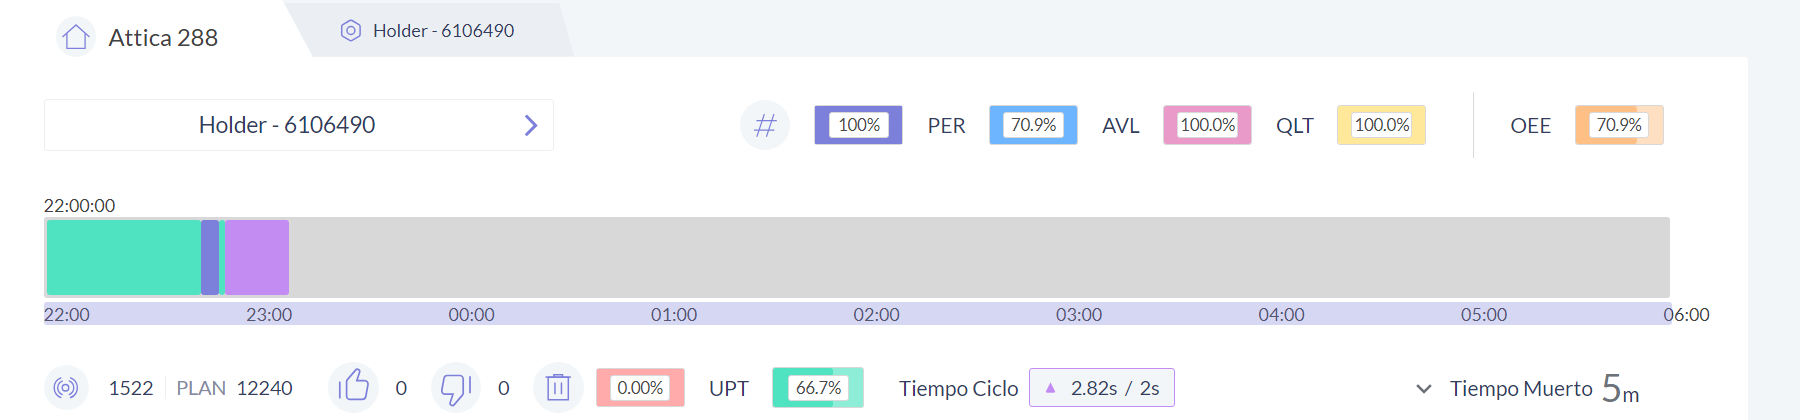 Attica 288
Holder - 6106490
Holder - 6106490
# 100% PER 70.9% AVL 100.0% QLT 100.0% OEE 70.9%
22:00:00
22:00 23:00 00:00 01:00 02:00 03:00 04:00 05:00 06:00
1522 PLAN 12240 0 0 0.00% UPT 66.7% Tiempo Ciclo ▲ 2.82s / 2s Tiempo Muerto 5m